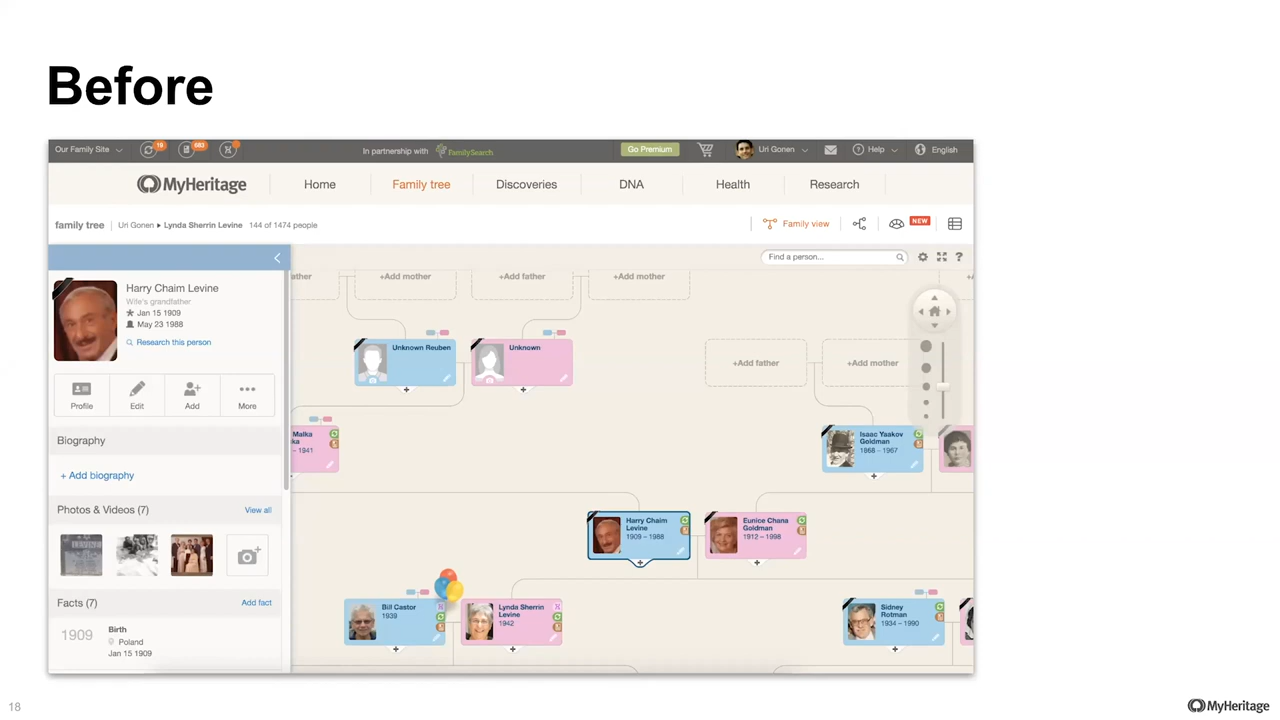 Before
Our Family Site
19
683
In partnership with FamilySearch
Go Premium
Uri Gonen
Help
English
MyHeritage
Home
Family tree
Discoveries
DNA
Health
Research
family tree
Uri Gonen ▸ Lynda Sherrin Levine
144 of 1474 people
Family view
NEW
Find a person...
?
Harry Chaim Levine
Wife's grandfather
Jan 15 1909
May 23 1988
Research this person
Profile
Edit
Add
More
Biography
+ Add biography
Photos & Videos (7)
View all
Facts (7)
Add fact
1909
Birth
Poland
Jan 15 1909
ather
+Add mother
+Add father
+Add mother
+A
Unknown Reuben
Unknown
+Add father
+Add mother
Malka
ka
– 1941
Isaac Yaakov
Goldman
1868 – 1967
Harry Chaim
Levine
1909 – 1988
Eunice Chana
Goldman
1912 – 1998
Bill Castor
1939
Lynda Sherrin
Levine
1942
Sidney
Rotman
1934 – 1990
18
MyHeritage